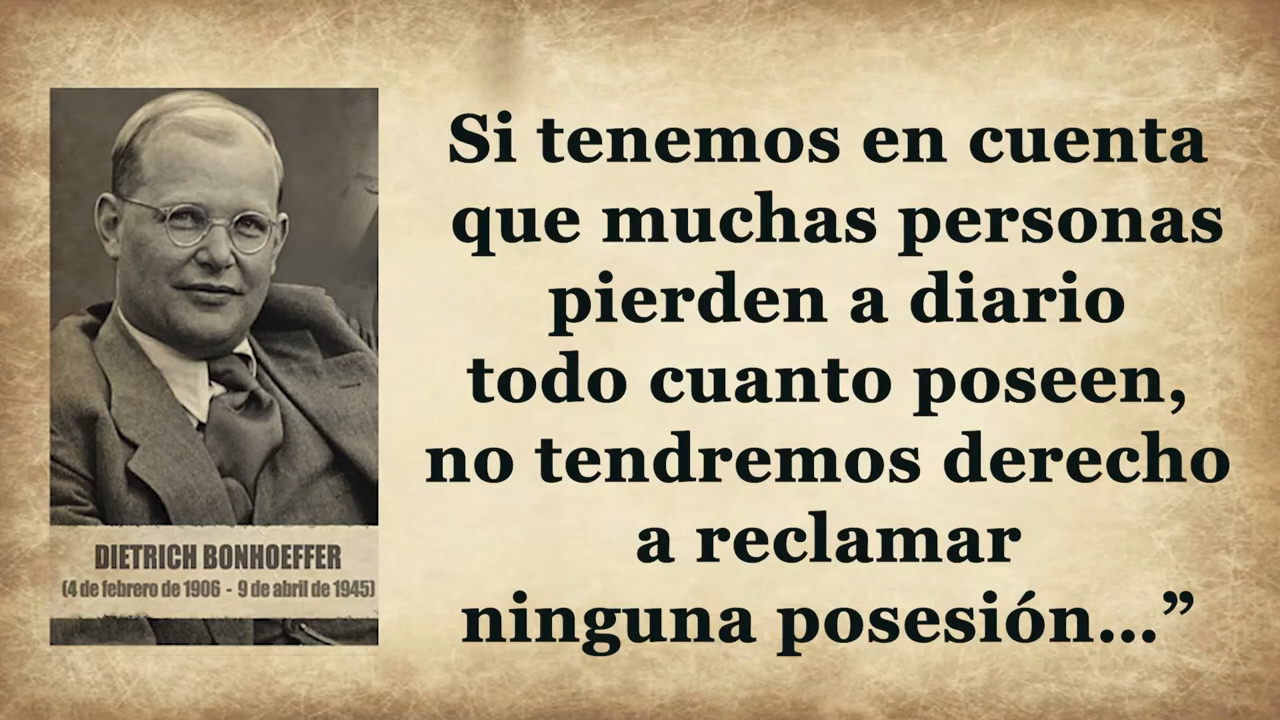 Si tenemos en cuenta
que muchas personas
pierden a diario
todo cuanto poseen,
no tendremos derecho
a reclamar
ninguna posesión...”
DIETRICH BONHOEFFER
(4 de febrero de 1906 - 9 de abril de 1945)